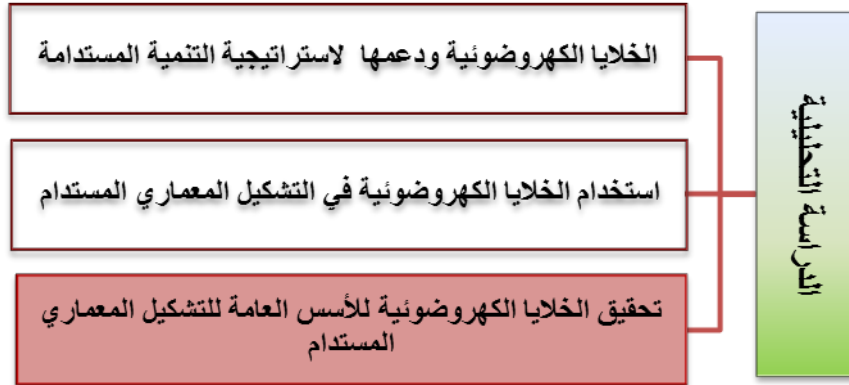 الدراسة التحليلية
الخلايا الكهروضوئية ودعمها لاستراتيجية التنمية المستدامة
استخدام الخلايا الكهروضوئية في التشكيل المعماري المستدام
تحقيق الخلايا الكهروضوئية للأسس العامة للتشكيل المعماري
المستدام